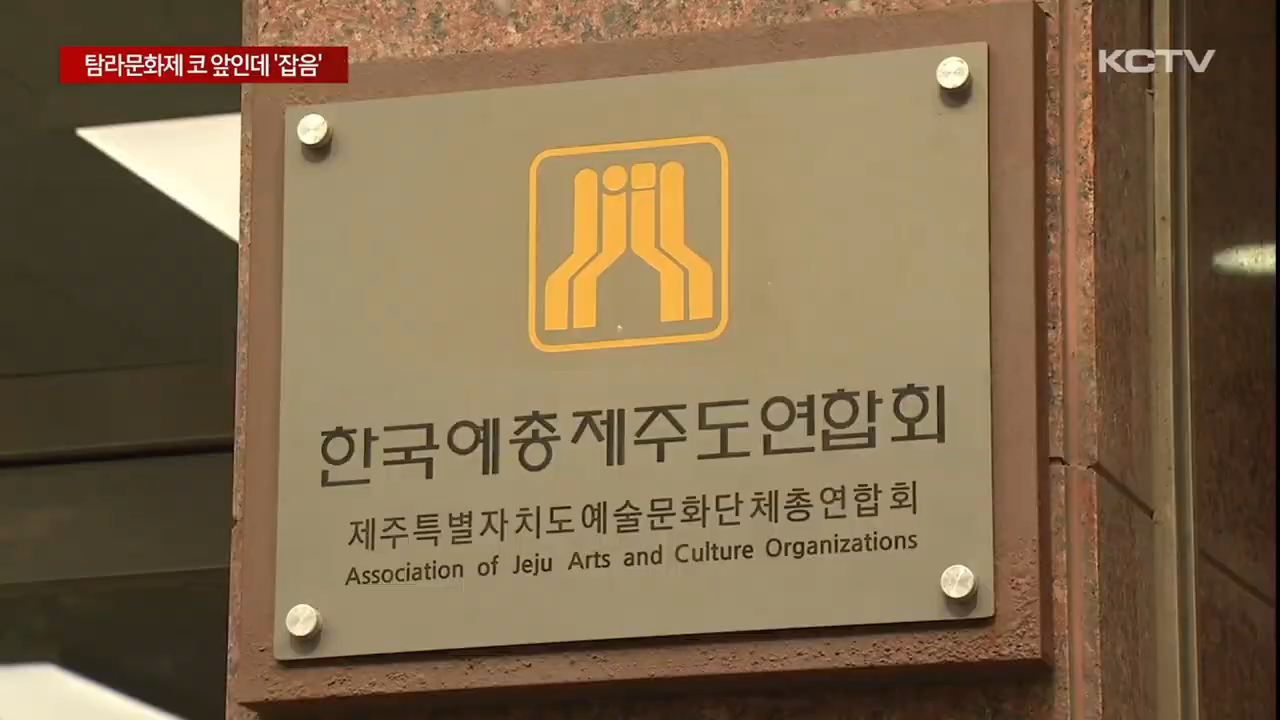 탐라문화제 코 앞인데 '잡음'
KCTV
한국예총제주도연합회
제주특별자치도예술문화단체총연합회
Association of Jeju Arts and Culture Organizations